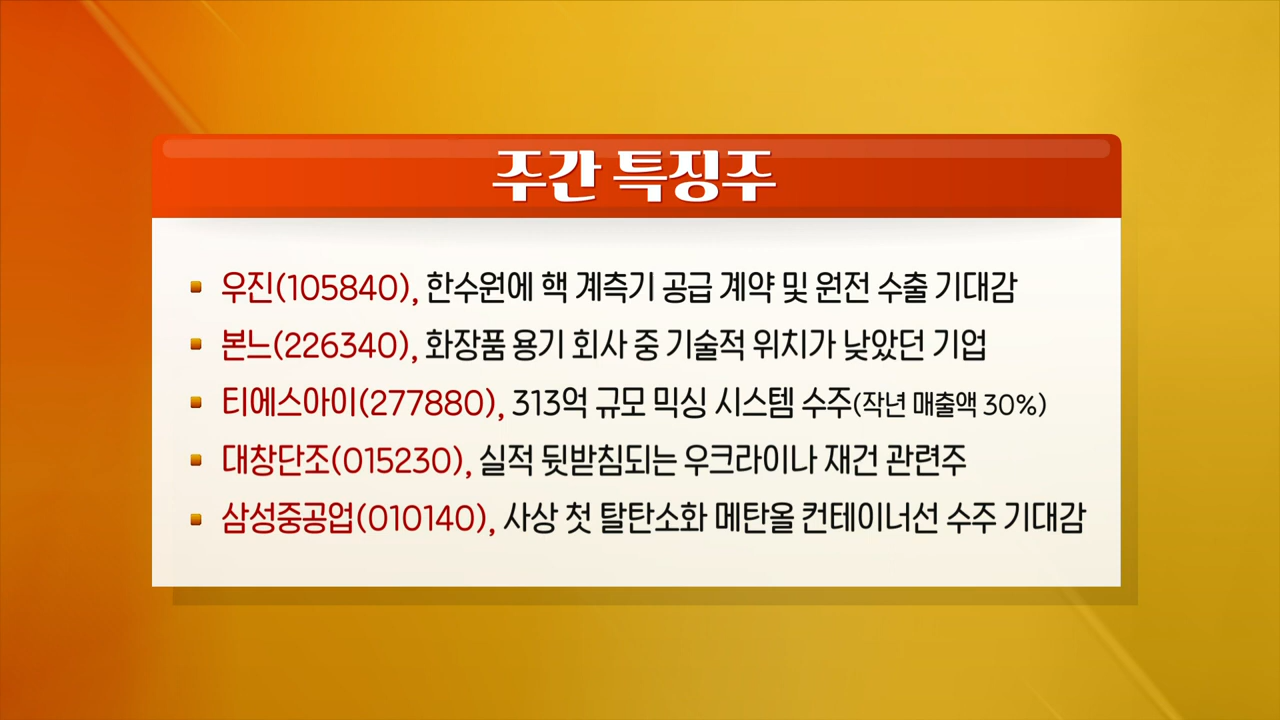 주간 특징주
우진(105840), 한수원에 핵 계측기 공급 계약 및 원전 수출 기대감
본느(226340), 화장품 용기 회사 중 기술적 위치가 낮았던 기업
티에스아이(277880), 313억 규모 믹싱 시스템 수주(작년 매출액 30%)
대창단조(015230), 실적 뒷받침되는 우크라이나 재건 관련주
삼성중공업(010140), 사상 첫 탈탄소화 메탄올 컨테이너선 수주 기대감